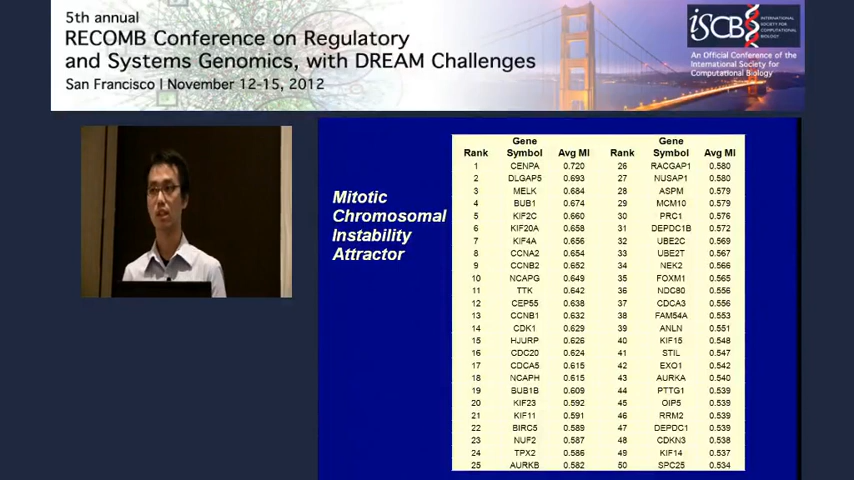 5th annual
RECOMB Conference on Regulatory
and Systems Genomics, with DREAM Challenges
San Francisco | November 12-15, 2012
iSCB
INTERNATIONAL
SOCIETY FOR
COMPUTATIONAL
BIOLOGY
An Official Conference of the
International Society for
Computational Biology
Mitotic
Chromosomal
Instability
Attractor
Rank Gene Symbol Avg MI Rank Gene Symbol Avg MI
1 CENPA 0.720 26 RACGAP1 0.580
2 DLGAP5 0.693 27 NUSAP1 0.580
3 MELK 0.684 28 ASPM 0.579
4 BUB1 0.674 29 MCM10 0.579
5 KIF2C 0.660 30 PRC1 0.576
6 KIF20A 0.658 31 DEPDC1B 0.572
7 KIF4A 0.656 32 UBE2C 0.569
8 CCNA2 0.654 33 UBE2T 0.567
9 CCNB2 0.652 34 NEK2 0.566
10 NCAPG 0.649 35 FOXM1 0.565
11 TTK 0.642 36 NDC80 0.556
12 CEP55 0.638 37 CDCA3 0.556
13 CCNB1 0.632 38 FAM54A 0.553
14 CDK1 0.629 39 ANLN 0.551
15 HJURP 0.626 40 KIF15 0.548
16 CDC20 0.624 41 STIL 0.547
17 CDCA5 0.615 42 EXO1 0.542
18 NCAPH 0.615 43 AURKA 0.540
19 BUB1B 0.609 44 PTTG1 0.539
20 KIF23 0.592 45 OIP5 0.539
21 KIF11 0.591 46 RRM2 0.539
22 BIRC5 0.589 47 DEPDC1 0.539
23 NUF2 0.587 48 CDKN3 0.538
24 TPX2 0.586 49 KIF14 0.537
25 AURKB 0.582 50 SPC25 0.534